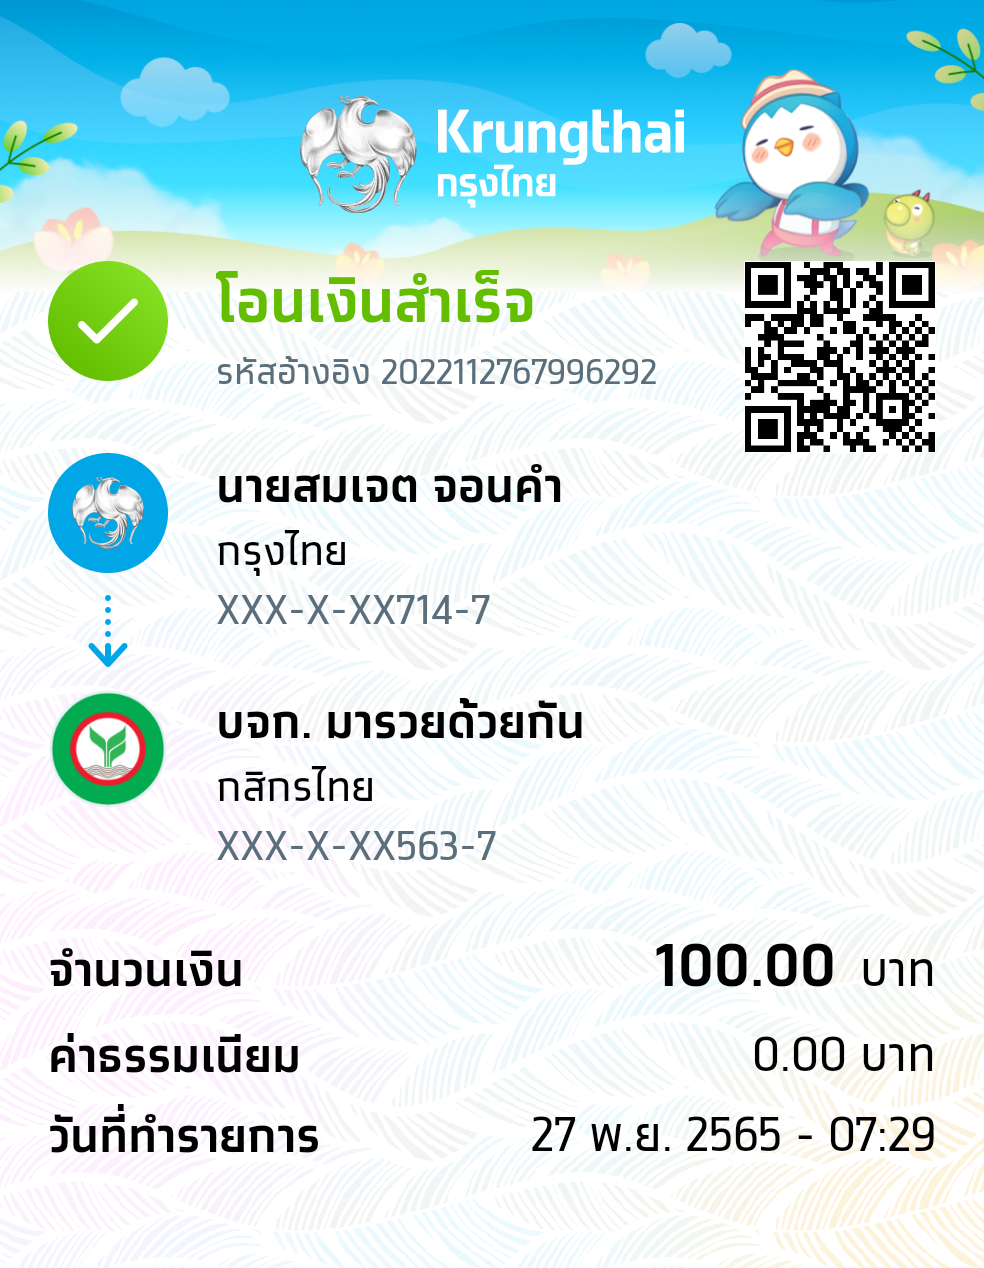 Krungthai
กรุงไทย
โอนเงินสำเร็จ
รหัสอ้างอิง 2022112767996292
นายสมเจต จอนคำ
กรุงไทย
XXX-X-XX714-7
บจก. มารวยด้วยกัน
กสิกรไทย
XXX-X-XX563-7
จำนวนเงิน 100.00 บาท
ค่าธรรมเนียม 0.00 บาท
วันที่ทำรายการ 27 พ.ย. 2565 - 07:29